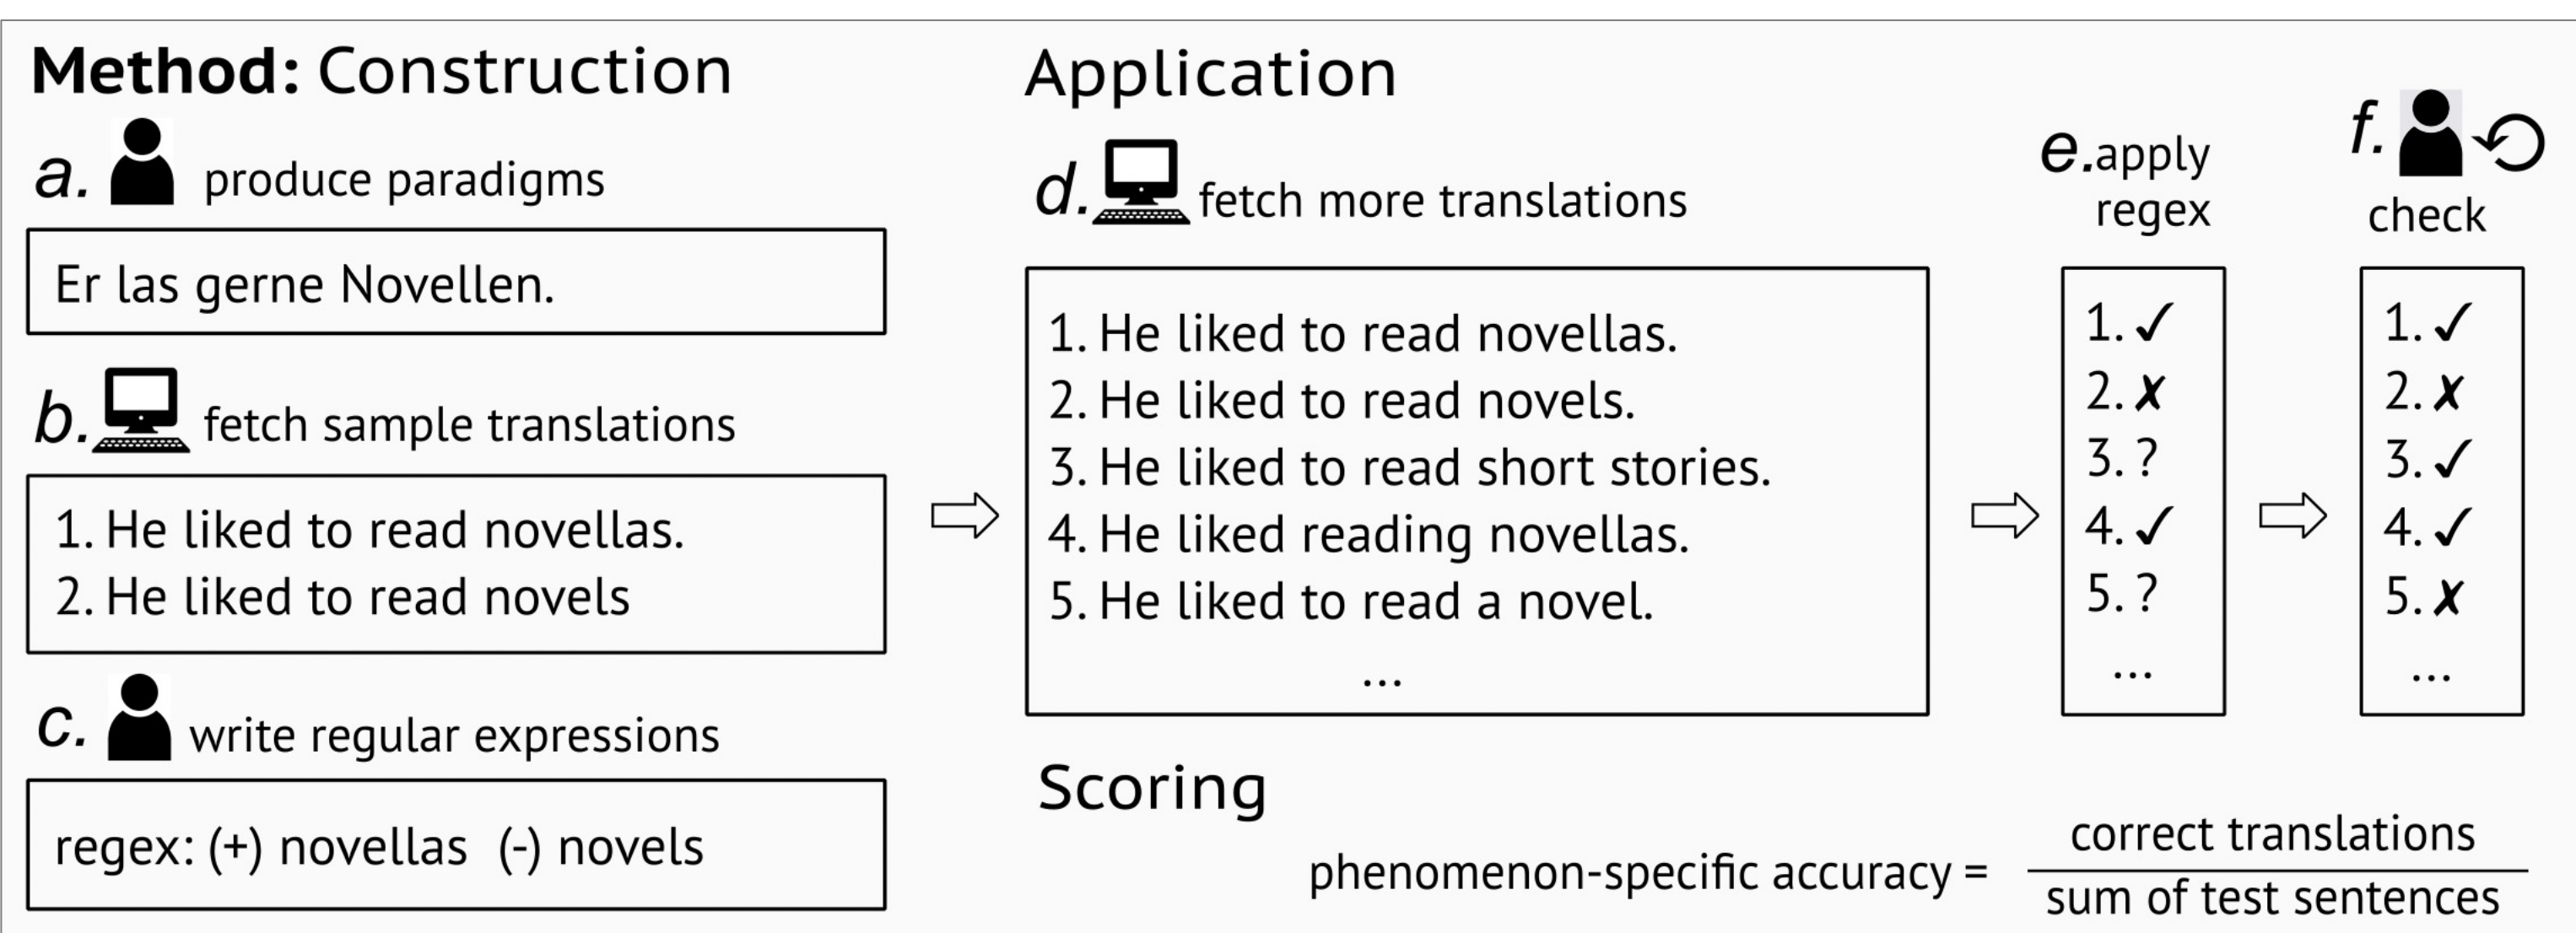 Method: Construction
a. produce paradigms
Er las gerne Novellen.
b. fetch sample translations
1. He liked to read novellas.
2. He liked to read novels
c. write regular expressions
regex: (+) novellas (-) novels
Application
d. fetch more translations
1. He liked to read novellas.
2. He liked to read novels.
3. He liked to read short stories.
4. He liked reading novellas.
5. He liked to read a novel.
...
e. apply
regex
1. ✓
2. ✗
3. ?
4. ✓
5. ?
...
f.
check
1. ✓
2. ✗
3. ✓
4. ✓
5. ✗
...
Scoring
phenomenon-specific accuracy =
correct translations
sum of test sentences